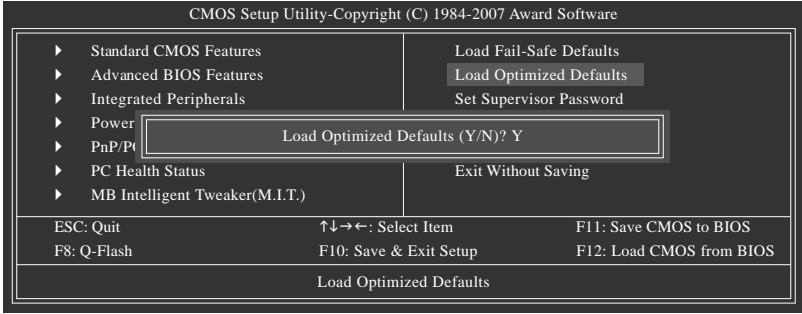 CMOS Setup Utility-Copyright (C) 1984-2007 Award Software
Standard CMOS Features
Advanced BIOS Features
Integrated Peripherals
Power
PnP/P
PC Health Status
MB Intelligent Tweaker(M.I.T.)
Load Fail-Safe Defaults
Load Optimized Defaults
Set Supervisor Password
Exit Without Saving
Load Optimized Defaults (Y/N)? Y
ESC: Quit
↑↓→←: Select Item
F11: Save CMOS to BIOS
F8: Q-Flash
F10: Save & Exit Setup
F12: Load CMOS from BIOS
Load Optimized Defaults